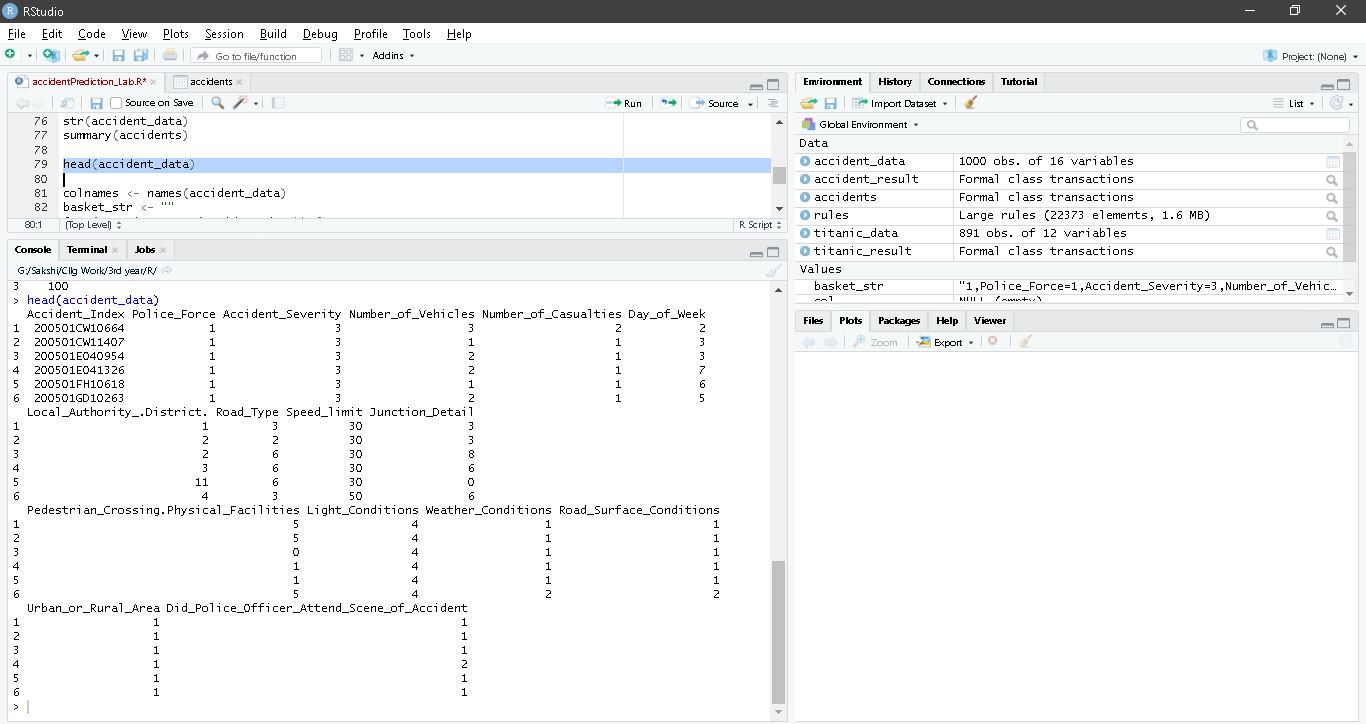 RStudio
File Edit Code View Plots Session Build Debug Profile Tools Help
Go to file/function Addins Project: (None)
accidentPrediction_Lab.R* accidents
Source on Save Run Source
76 str(accident_data)
77 summary(accidents)
78
79 head(accident_data)
80
81 colnames <- names(accident_data)
82 basket_str <- ""
80:1 (Top Level) R Script
Console Terminal Jobs
G:/Sakshi/Cllg Work/3rd year/R/
3 100
> head(accident_data)
Accident_Index Police_Force Accident_Severity Number_of_Vehicles Number_of_Casualties Day_of_Week
1 200501CW10664 1 3 3 2 2
2 200501CW11407 1 3 1 1 3
3 200501E040954 1 3 2 1 3
4 200501E041326 1 3 2 1 7
5 200501FH10618 1 3 1 1 6
6 200501GD10263 1 3 2 1 5
Local_Authority_.District. Road_Type Speed_limit Junction_Detail
1 1 3 30 3
2 2 2 30 3
3 2 6 30 8
4 3 6 30 6
5 11 6 30 0
6 4 3 50 6
Pedestrian_Crossing.Physical_Facilities Light_Conditions Weather_Conditions Road_Surface_Conditions
1 5 4 1 1
2 5 4 1 1
3 0 4 1 1
4 1 4 1 1
5 1 4 1 1
6 5 4 2 2
Urban_or_Rural_Area Did_Police_Officer_Attend_Scene_of_Accident
1 1 1
2 1 1
3 1 1
4 1 2
5 1 1
6 1 1
>
Environment History Connections Tutorial
Import Dataset List
Global Environment
Data
accident_data 1000 obs. of 16 variables
accident_result Formal class transactions
accidents Formal class transactions
rules Large rules (22373 elements, 1.6 MB)
titanic_data 891 obs. of 12 variables
titanic_result Formal class transactions
Values
basket_str "1,Police_Force=1,Accident_Severity=3,Number_of_Vehic…
Files Plots Packages Help Viewer
Zoom Export